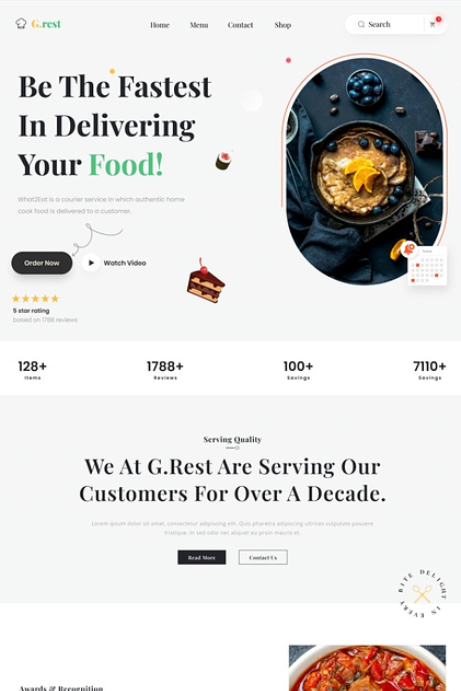 G.rest
Home Menu Contact Shop
Search
Be The Fastest
In Delivering
Your Food!
What2Eat is a courier service in which authentic home
cook food is delivered to a customer.
Order Now
Watch Video
5 star rating
based on 1788 reviews
128+
Items
1788+
Reviews
100+
Savings
7110+
Savings
Serving Quality
We At G.Rest Are Serving Our
Customers For Over A Decade.
Lorem ipsum dolor sit amet, consectetur adipiscing elit. Quis pharetra adipiscing ultrices vulputate posuere
tristique. In sed odio nec aliquet eu proin mauris et.
Read More
Contact Us
DELIGHT IN EVERY BITE
Awards & Recognition